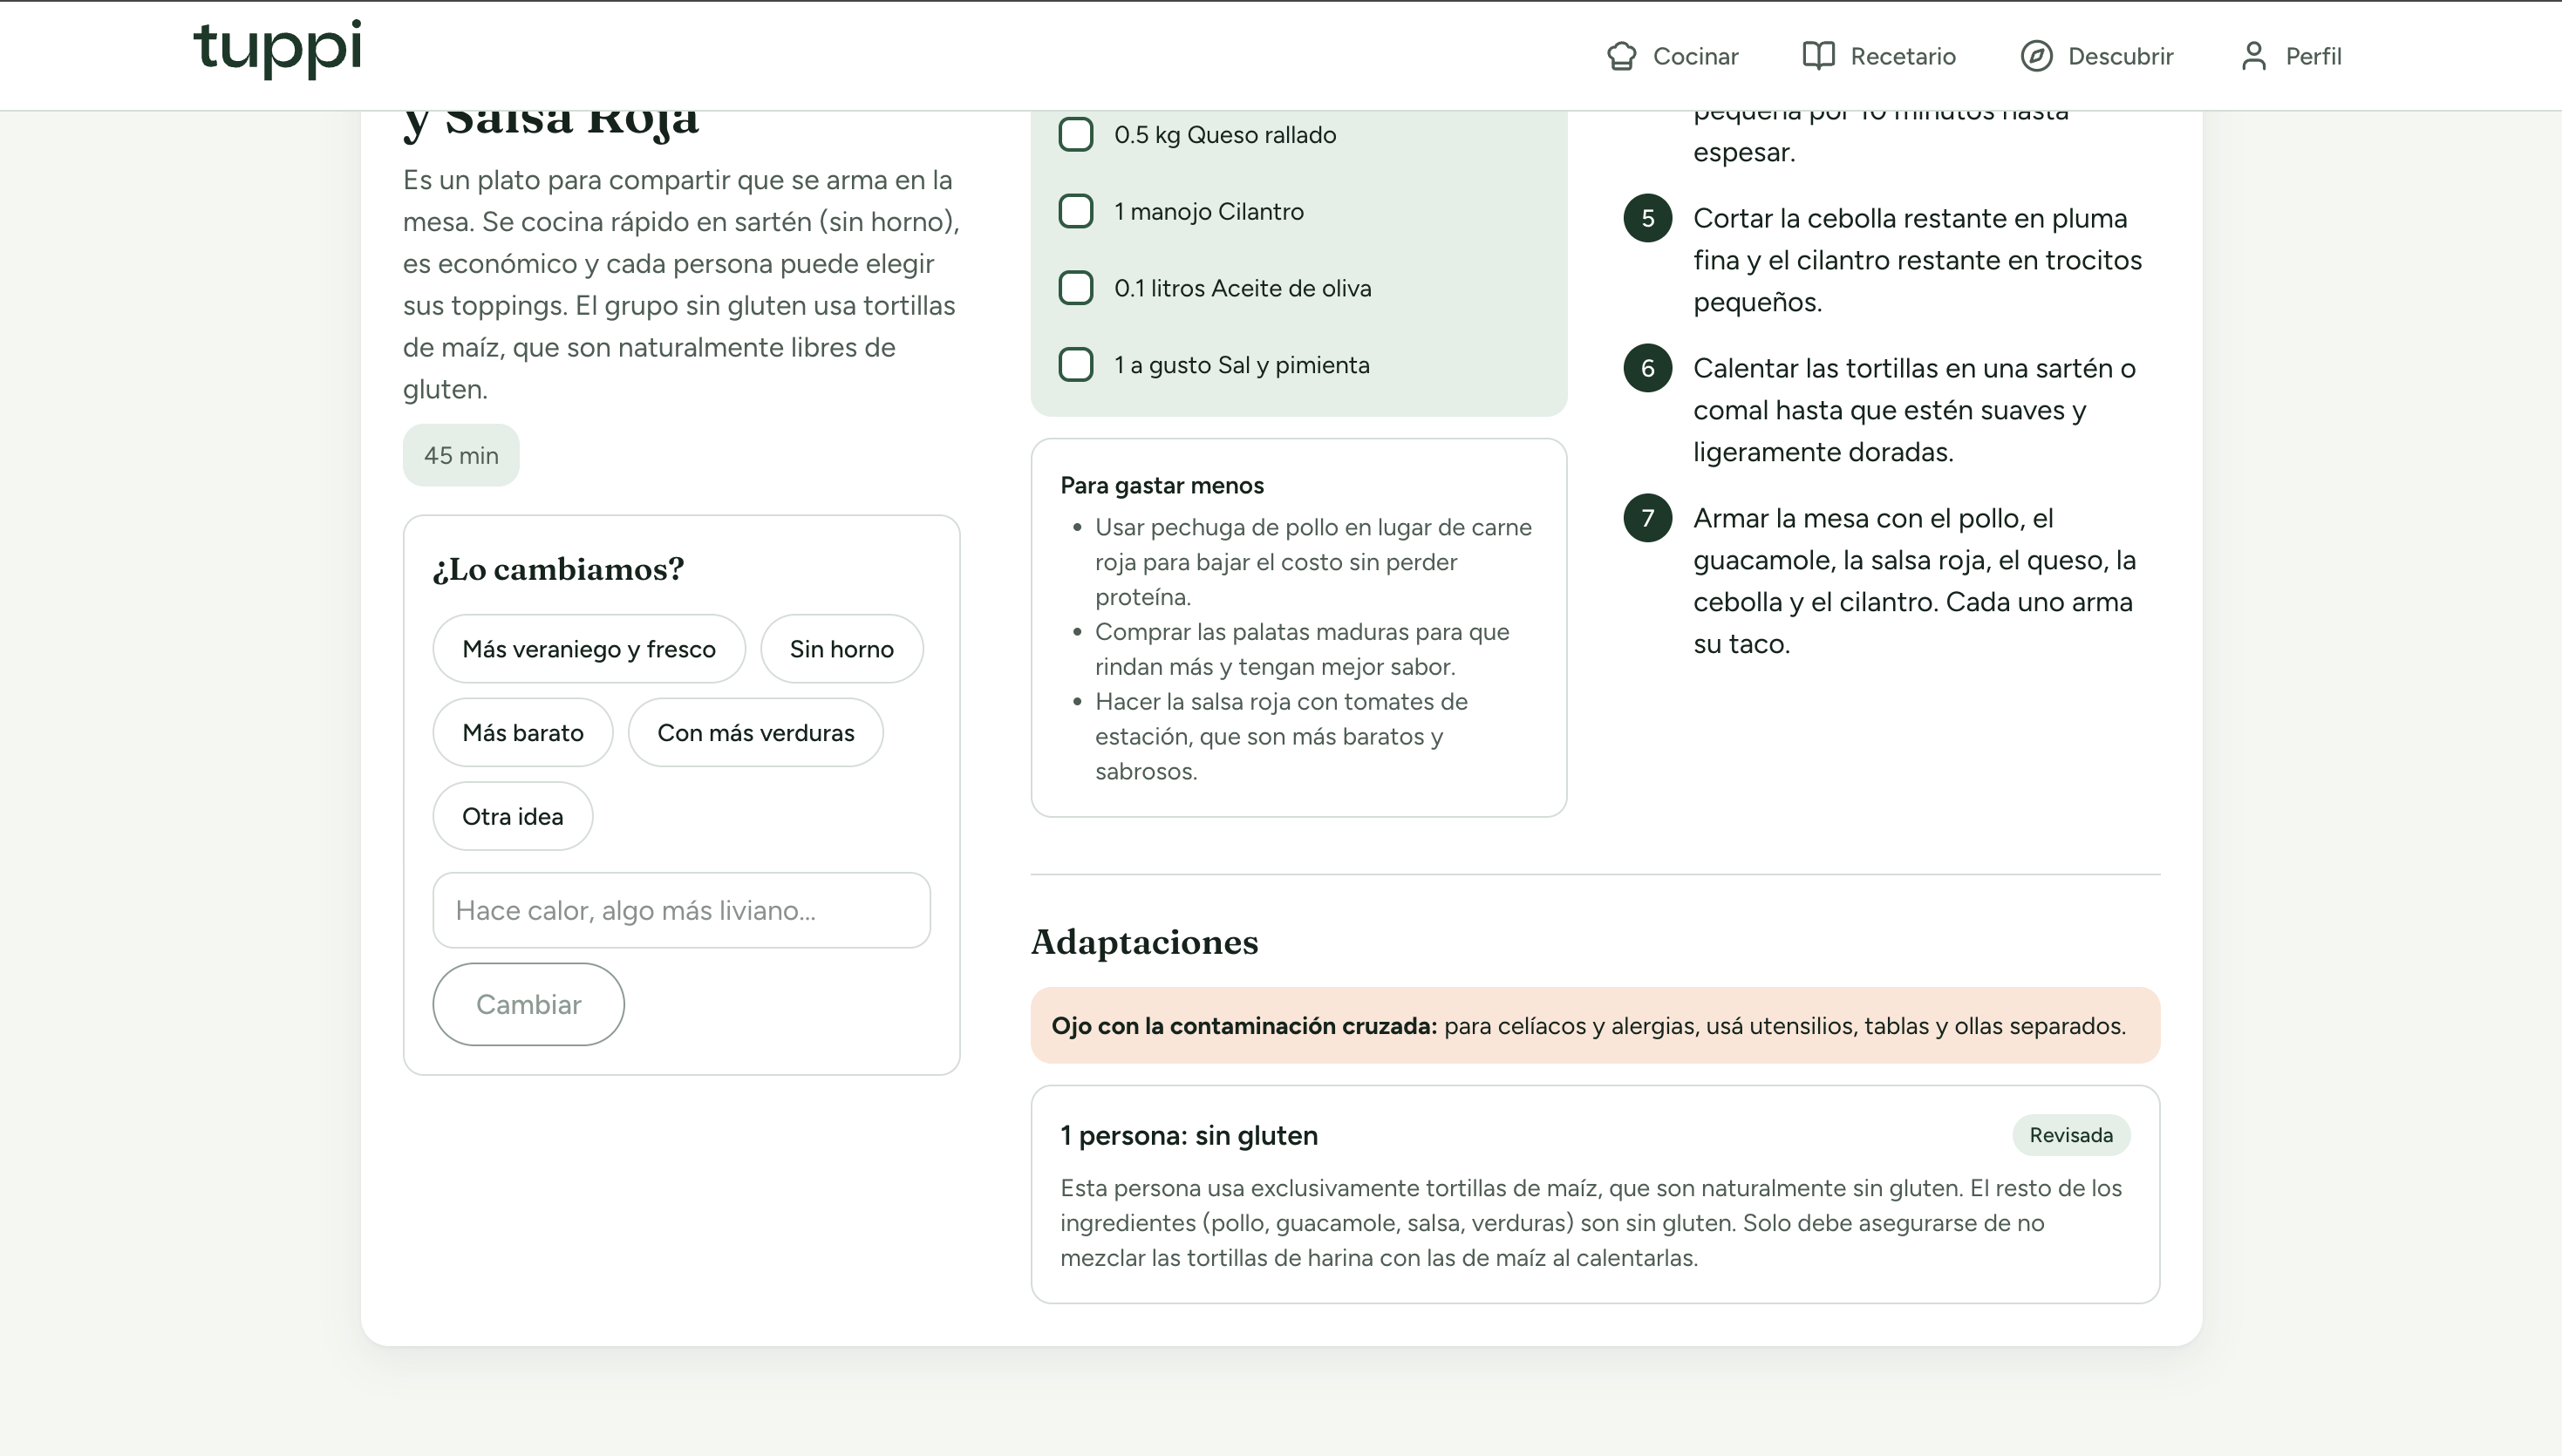 tuppi
Cocinar
Recetario
Descubrir
Perfil
y Salsa Roja
Es un plato para compartir que se arma en la
mesa. Se cocina rápido en sartén (sin horno),
es económico y cada persona puede elegir
sus toppings. El grupo sin gluten usa tortillas
de maíz, que son naturalmente libres de
gluten.
45 min
¿Lo cambiamos?
Más veraniego y fresco
Sin horno
Más barato
Con más verduras
Otra idea
Hace calor, algo más liviano...
Cambiar
0.5 kg Queso rallado
1 manojo Cilantro
0.1 litros Aceite de oliva
1 a gusto Sal y pimienta
Para gastar menos
• Usar pechuga de pollo en lugar de carne
roja para bajar el costo sin perder
proteína.
• Comprar las palatas maduras para que
rindan más y tengan mejor sabor.
• Hacer la salsa roja con tomates de
estación, que son más baratos y
sabrosos.
pequeña por 10 minutos hasta
espesar.
5 Cortar la cebolla restante en pluma
fina y el cilantro restante en trocitos
pequeños.
6 Calentar las tortillas en una sartén o
comal hasta que estén suaves y
ligeramente doradas.
7 Armar la mesa con el pollo, el
guacamole, la salsa roja, el queso, la
cebolla y el cilantro. Cada uno arma
su taco.
Adaptaciones
Ojo con la contaminación cruzada: para celíacos y alergias, usá utensilios, tablas y ollas separados.
1 persona: sin gluten
Revisada
Esta persona usa exclusivamente tortillas de maíz, que son naturalmente sin gluten. El resto de los
ingredientes (pollo, guacamole, salsa, verduras) son sin gluten. Solo debe asegurarse de no
mezclar las tortillas de harina con las de maíz al calentarlas.